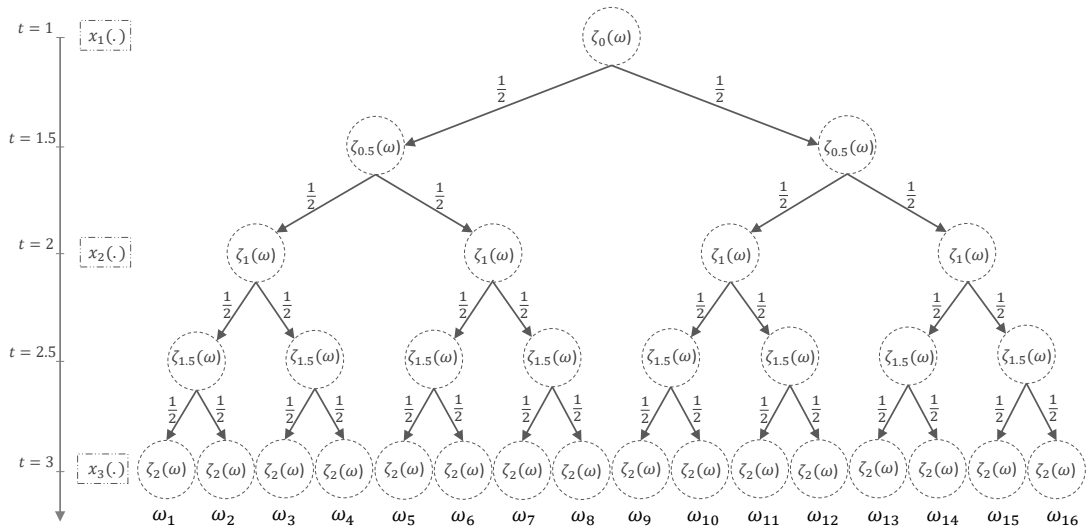 t = 1 x₁(.) ζ₀(ω)
1/2 1/2
t = 1.5 ζ₀.₅(ω) ζ₀.₅(ω)
1/2 1/2 1/2 1/2
t = 2 x₂(.) ζ₁(ω) ζ₁(ω) ζ₁(ω) ζ₁(ω)
1/2 1/2 1/2 1/2 1/2 1/2 1/2 1/2
t = 2.5 ζ₁.₅(ω) ζ₁.₅(ω) ζ₁.₅(ω) ζ₁.₅(ω) ζ₁.₅(ω) ζ₁.₅(ω) ζ₁.₅(ω) ζ₁.₅(ω)
1/2 1/2 1/2 1/2 1/2 1/2 1/2 1/2 1/2 1/2 1/2 1/2 1/2 1/2 1/2 1/2
t = 3 x₃(.) ζ₂(ω) ζ₂(ω) ζ₂(ω) ζ₂(ω) ζ₂(ω) ζ₂(ω) ζ₂(ω) ζ₂(ω) ζ₂(ω) ζ₂(ω) ζ₂(ω) ζ₂(ω) ζ₂(ω) ζ₂(ω) ζ₂(ω) ζ₂(ω)
ω₁ ω₂ ω₃ ω₄ ω₅ ω₆ ω₇ ω₈ ω₉ ω₁₀ ω₁₁ ω₁₂ ω₁₃ ω₁₄ ω₁₅ ω₁₆